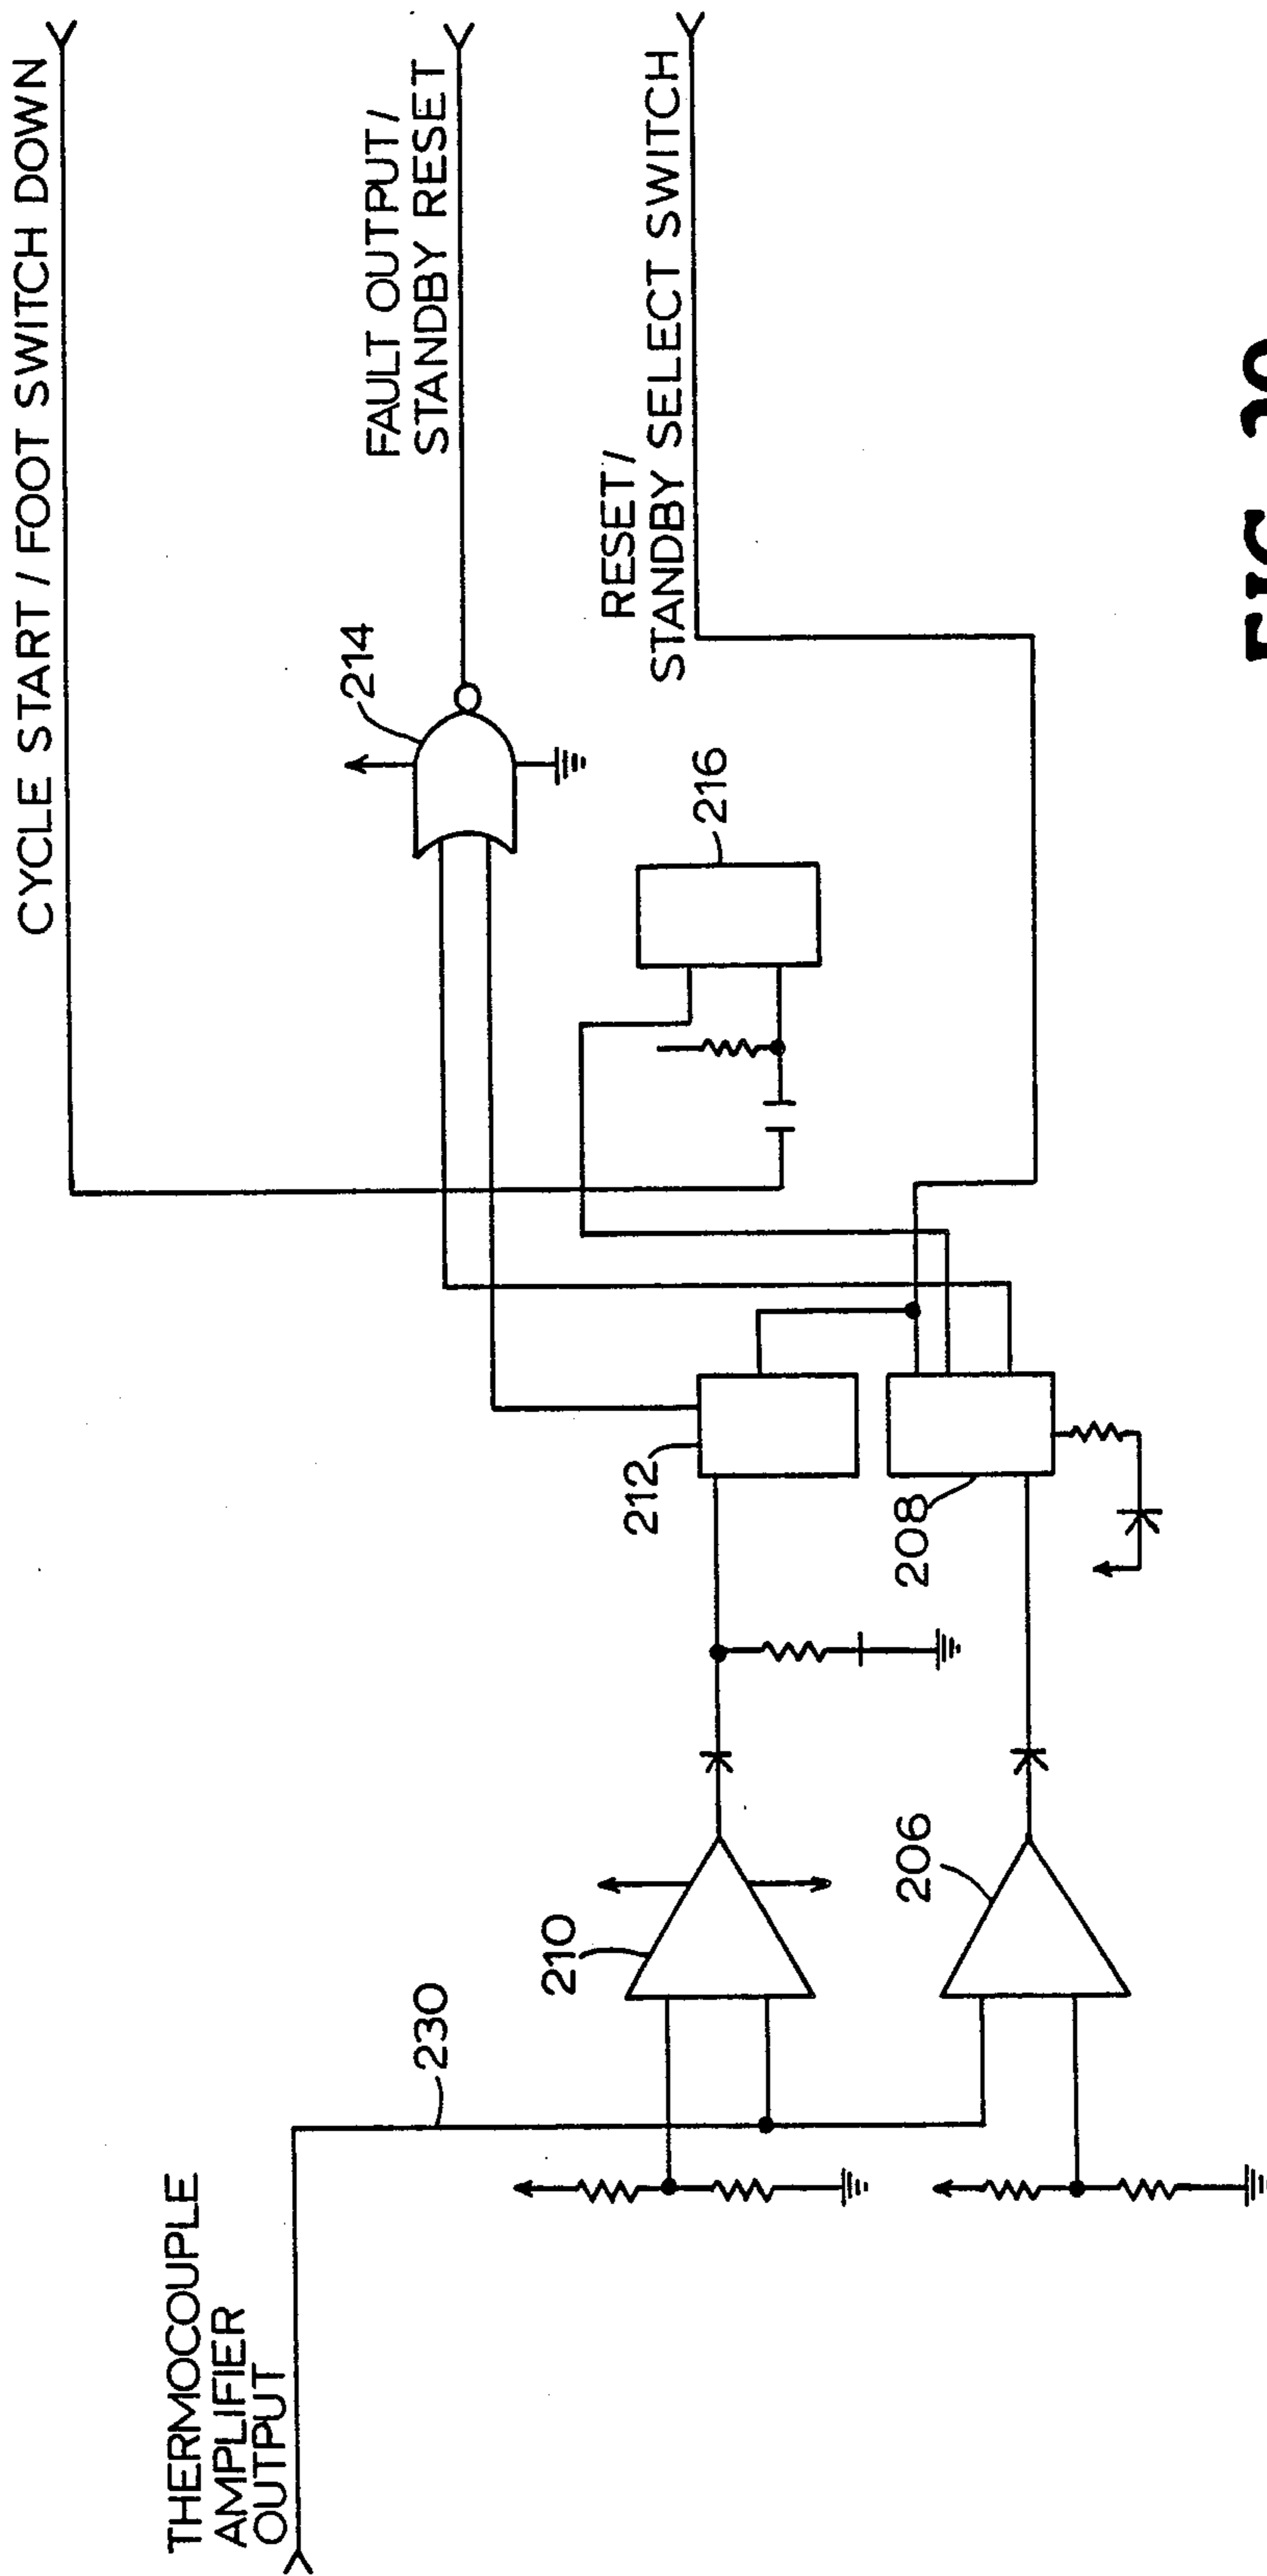 CYCLE START / FOOT SWITCH DOWN
THERMOCOUPLE
AMPLIFIER
OUTPUT
230
214
FAULT OUTPUT /
STANDBY RESET
210
212
216
RESET /
STANDBY SELECT SWITCH
206
208
FIG.